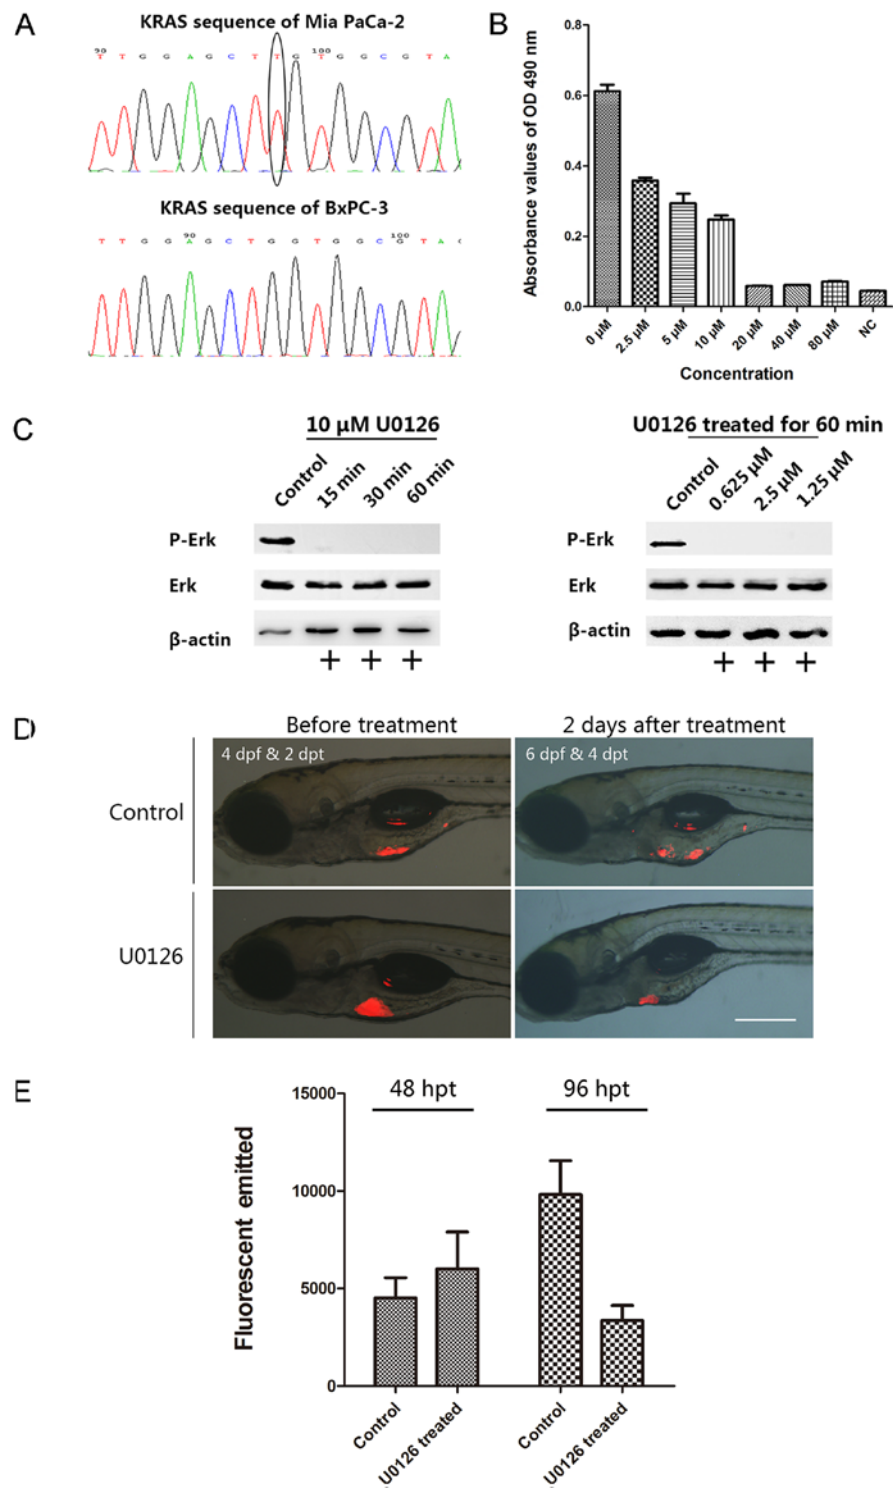 A
KRAS sequence of Mia PaCa-2
90 100
T T G G A G C T T G T G G C G T A
KRAS sequence of BxPC-3
90 100
T T G G A G C T G G T G G C G T A G
B
Absorbance values of OD 490 nm
0.8
0.6
0.4
0.2
0.0
0 μM
2.5 μM
5 μM
10 μM
20 μM
40 μM
80 μM
NC
Concentration
C
10 μM U0126
Control
15 min
30 min
60 min
P-Erk
Erk
β-actin
+ + +
U0126 treated for 60 min
Control
0.625 μM
2.5 μM
1.25 μM
P-Erk
Erk
β-actin
+ + +
D
Before treatment
2 days after treatment
Control
4 dpf & 2 dpt
6 dpf & 4 dpt
U0126
E
Fluorescent emitted
15000
10000
5000
0
48 hpt
96 hpt
Control
U0126 treated
Control
U0126 treated